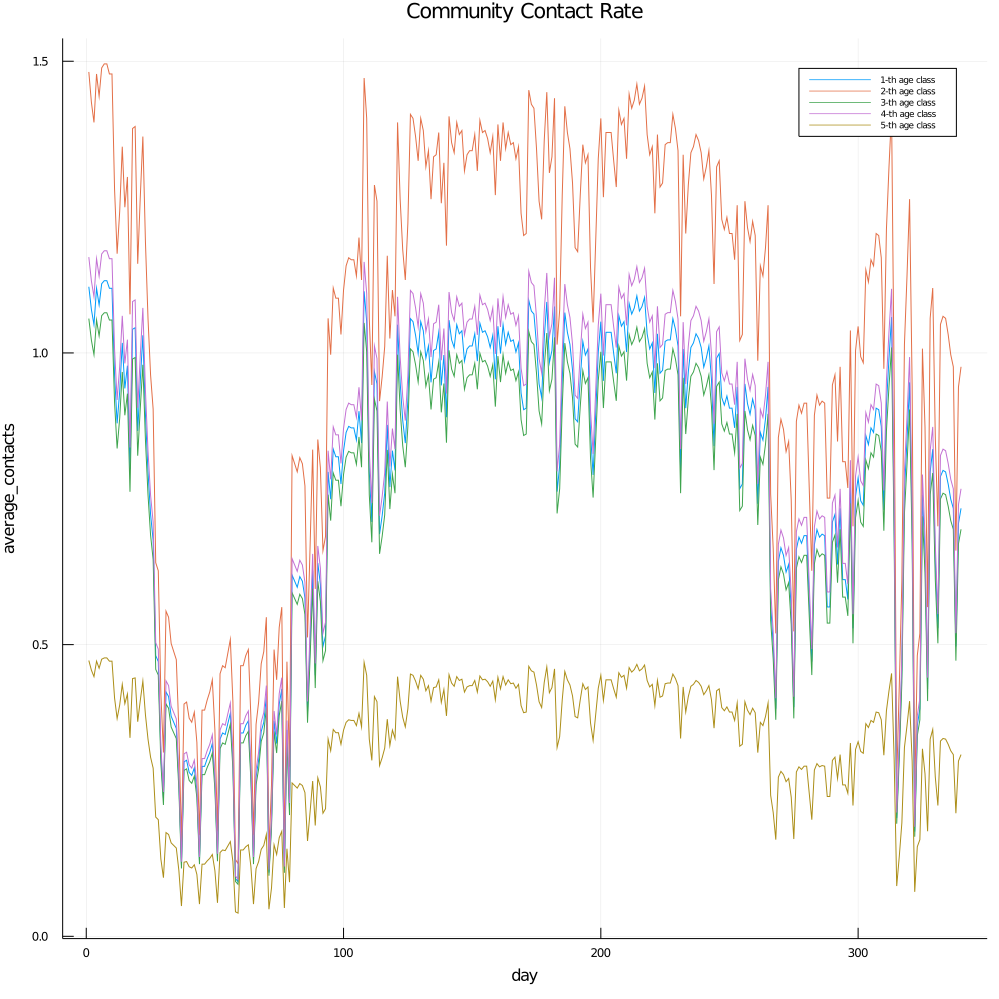 Community Contact Rate
1.5
1-th age class
2-th age class
3-th age class
4-th age class
5-th age class
1.0
average_contacts
0.5
0.0
0
100
200
300
day